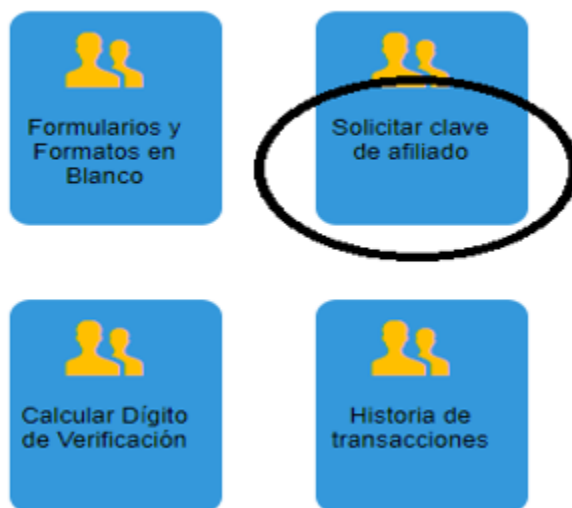 Formularios y
Formatos en
Blanco
Solicitar clave
de afiliado
Calcular Dígito
de Verificación
Historia de
transacciones